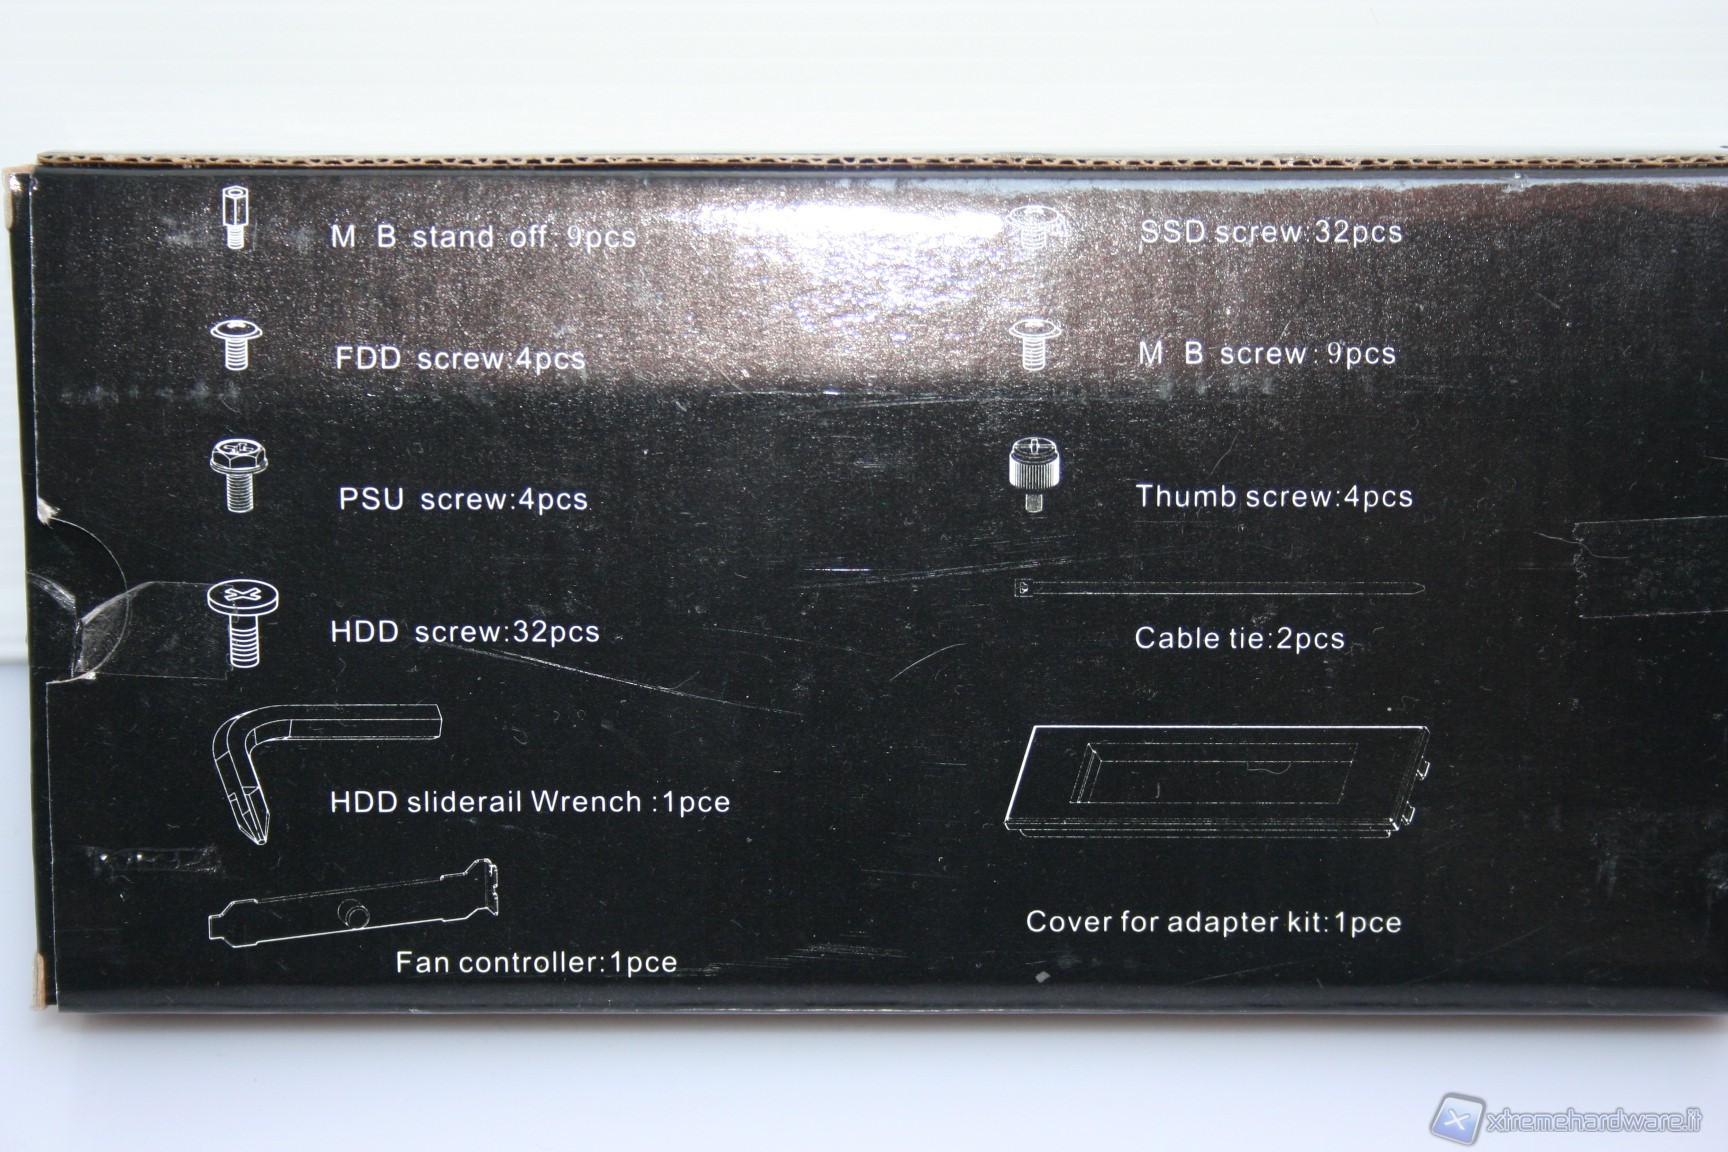 M B stand off: 9pcs
SSD screw:32pcs
FDD screw:4pcs
M B screw:9pcs
PSU screw:4pcs
Thumb screw:4pcs
HDD screw:32pcs
Cable tie:2pcs
HDD sliderail Wrench :1pce
Cover for adapter kit:1pce
Fan controller:1pce
xtremehardware.it